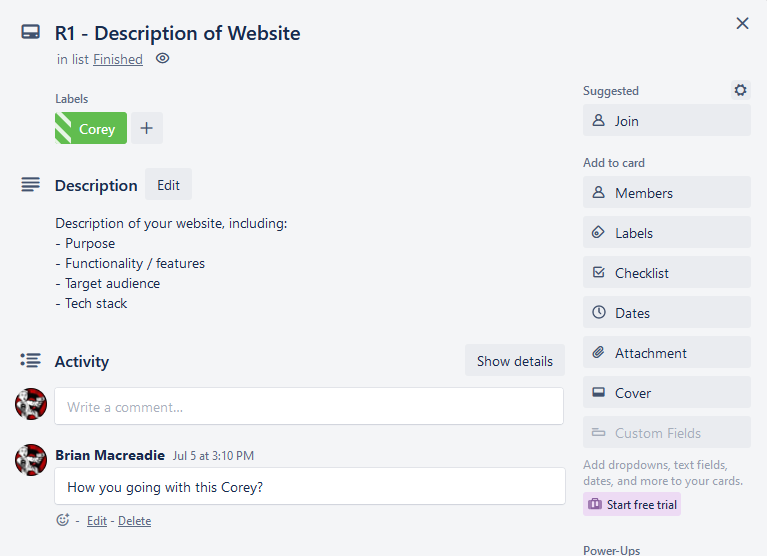 R1 - Description of Website
in list Finished
Labels
Corey
Description Edit
Description of your website, including:
- Purpose
- Functionality / features
- Target audience
- Tech stack
Activity Show details
Write a comment...
Brian Macreadie Jul 5 at 3:10 PM
How you going with this Corey?
- Edit - Delete
Suggested
Join
Add to card
Members
Labels
Checklist
Dates
Attachment
Cover
Custom Fields
Add dropdowns, text fields,
dates, and more to your cards.
Start free trial
Power-Ups